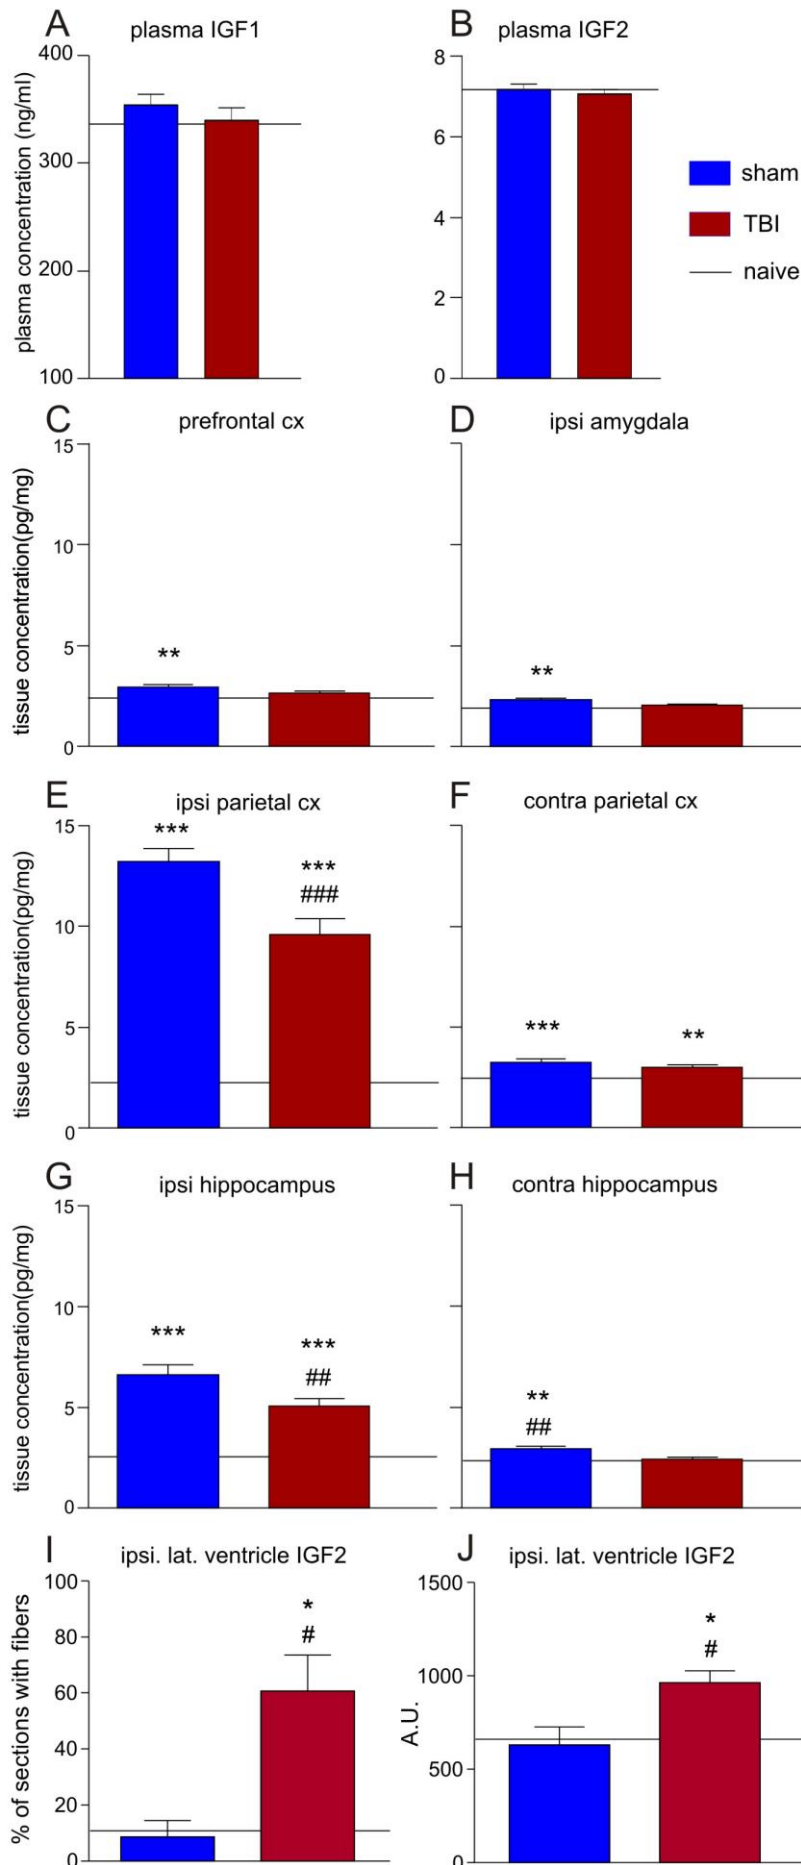 A
plasma IGF1
plasma concentration (ng/ml)
400
300
200
100
B
plasma IGF2
8
6
4
2
0
sham
TBI
naive
C
prefrontal cx
tissue concentration(pg/mg)
15
10
5
0
**
D
ipsi amygdala
**
E
ipsi parietal cx
tissue concentration(pg/mg)
15
10
5
0
***
***
###
F
contra parietal cx
***
**
G
ipsi hippocampus
tissue concentration(pg/mg)
15
10
5
0
***
***
##
H
contra hippocampus
**
##
I
ipsi. lat. ventricle IGF2
% of sections with fibers
100
80
60
40
20
0
*
#
J
ipsi. lat. ventricle IGF2
A.U.
1500
1000
500
0
*
#